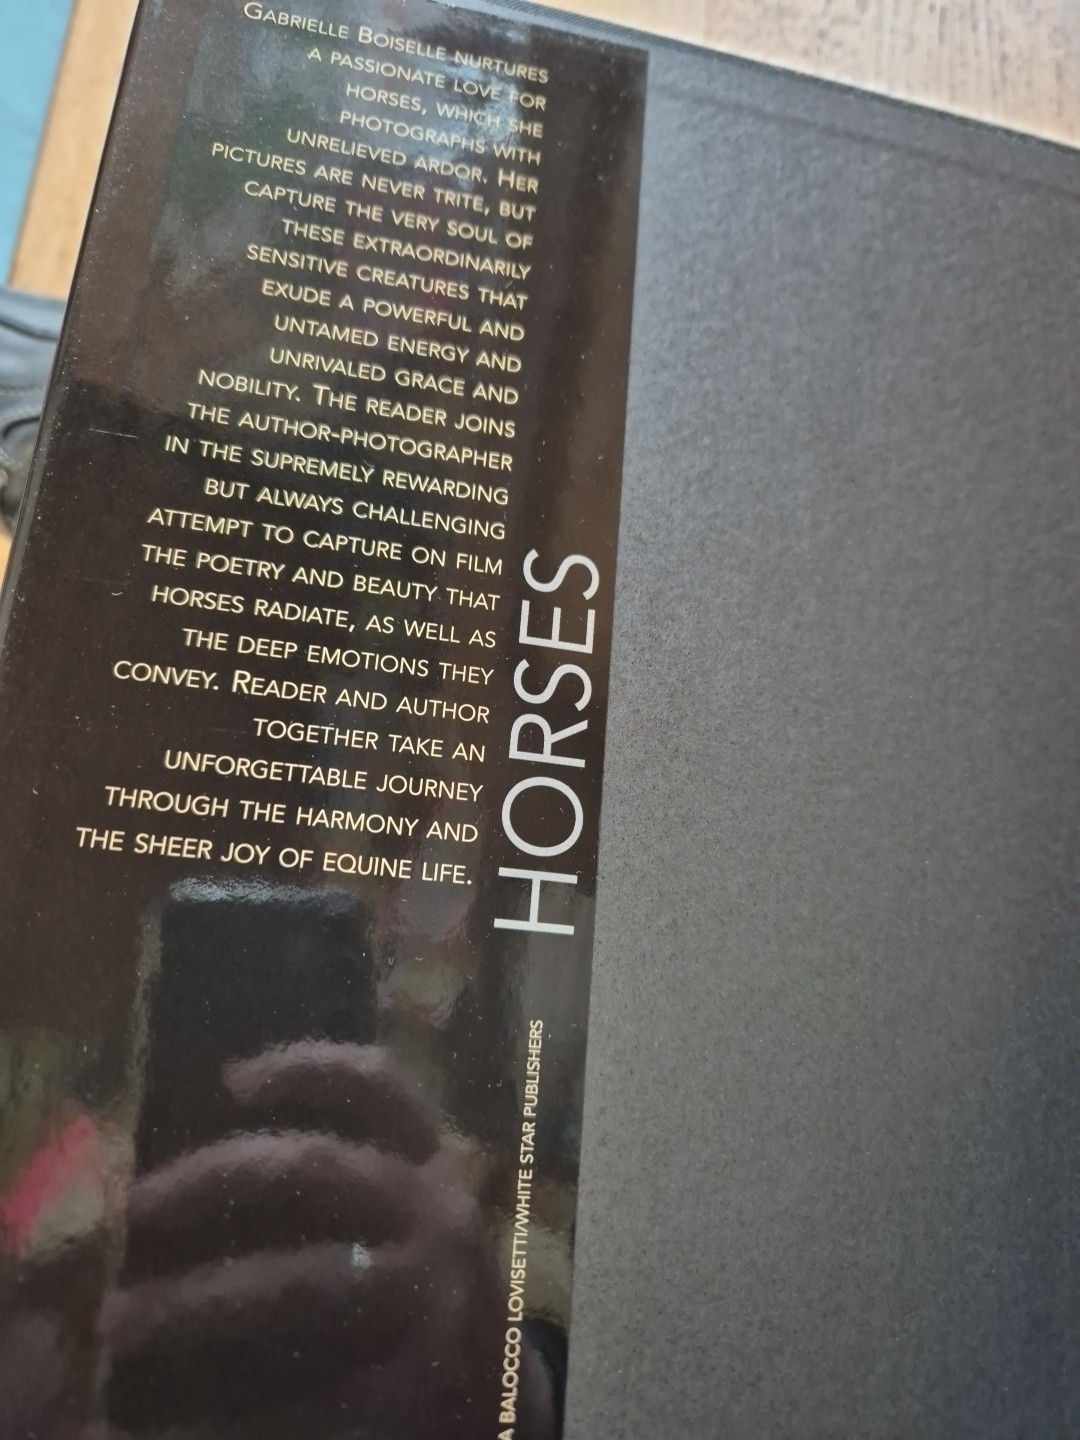 GABRIELLE BOISELLE NURTURES
A PASSIONATE LOVE FOR
HORSES, WHICH SHE
PHOTOGRAPHS WITH
UNRELIEVED ARDOR. HER
PICTURES ARE NEVER TRITE, BUT
CAPTURE THE VERY SOUL OF
THESE EXTRAORDINARILY
SENSITIVE CREATURES THAT
EXUDE A POWERFUL AND
UNTAMED ENERGY AND
UNRIVALED GRACE AND
NOBILITY. THE READER JOINS
THE AUTHOR-PHOTOGRAPHER
IN THE SUPREMELY REWARDING
BUT ALWAYS CHALLENGING
ATTEMPT TO CAPTURE ON FILM
THE POETRY AND BEAUTY THAT
HORSES RADIATE, AS WELL AS
THE DEEP EMOTIONS THEY
CONVEY. READER AND AUTHOR
TOGETHER TAKE AN
UNFORGETTABLE JOURNEY
THROUGH THE HARMONY AND
THE SHEER JOY OF EQUINE LIFE.
HORSES
A BALOCCO LOVISETTI/WHITE STAR PUBLISHERS